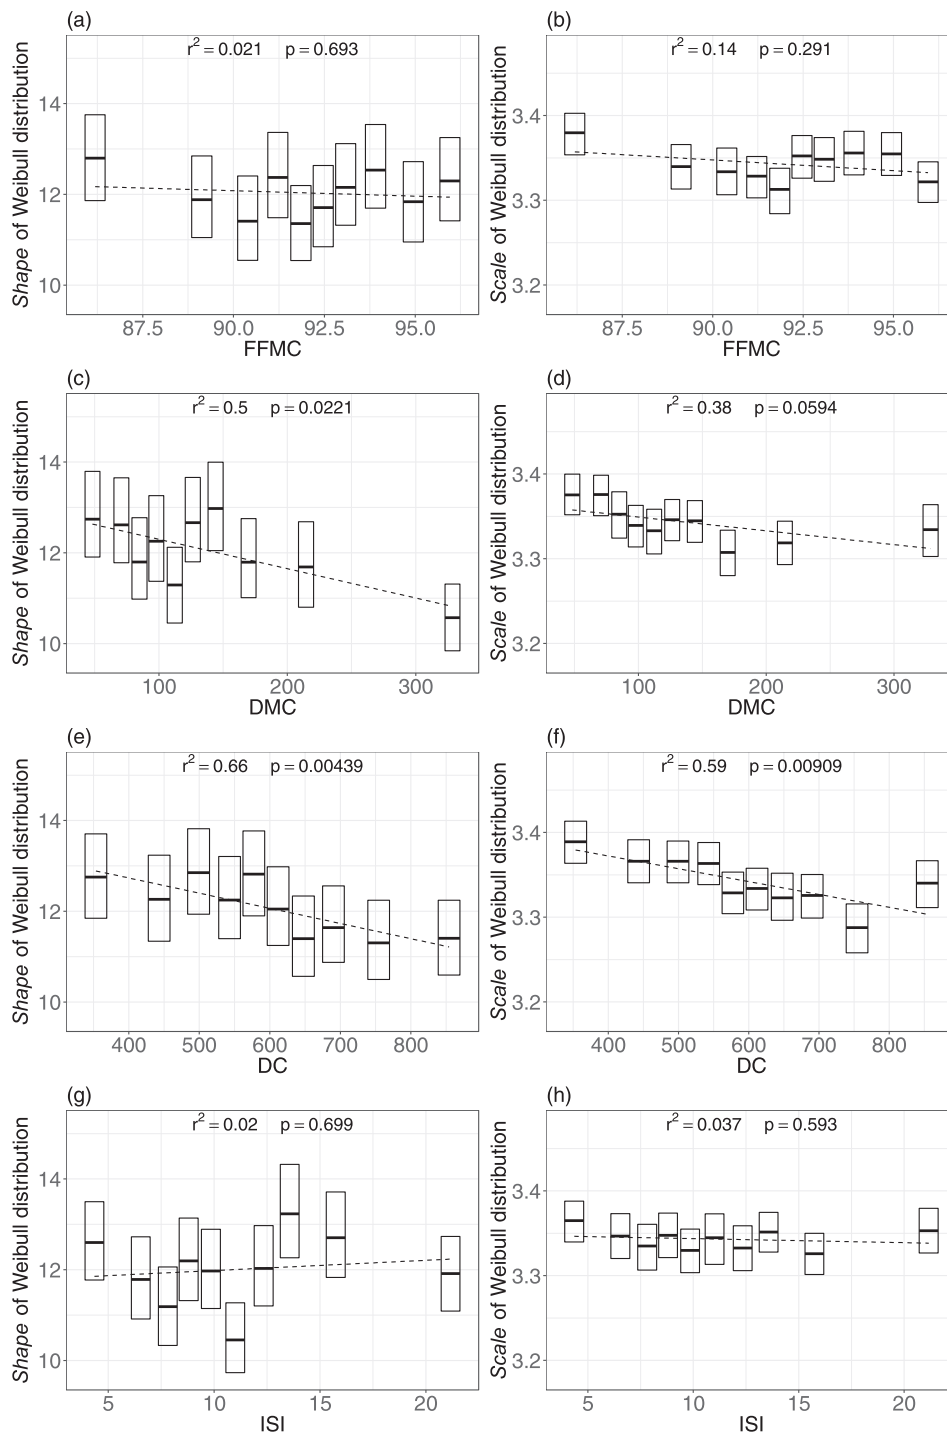 (a)
r² = 0.021 p = 0.693
Shape of Weibull distribution
14
12
10
87.5 90.0 92.5 95.0
FFMC
(b)
r² = 0.14 p = 0.291
Scale of Weibull distribution
3.4
3.3
3.2
87.5 90.0 92.5 95.0
FFMC
(c)
r² = 0.5 p = 0.0221
Shape of Weibull distribution
14
12
10
100 200 300
DMC
(d)
r² = 0.38 p = 0.0594
Scale of Weibull distribution
3.4
3.3
3.2
100 200 300
DMC
(e)
r² = 0.66 p = 0.00439
Shape of Weibull distribution
14
12
10
400 500 600 700 800
DC
(f)
r² = 0.59 p = 0.00909
Scale of Weibull distribution
3.4
3.3
3.2
400 500 600 700 800
DC
(g)
r² = 0.02 p = 0.699
Shape of Weibull distribution
14
12
10
5 10 15 20
ISI
(h)
r² = 0.037 p = 0.593
Scale of Weibull distribution
3.4
3.3
3.2
5 10 15 20
ISI